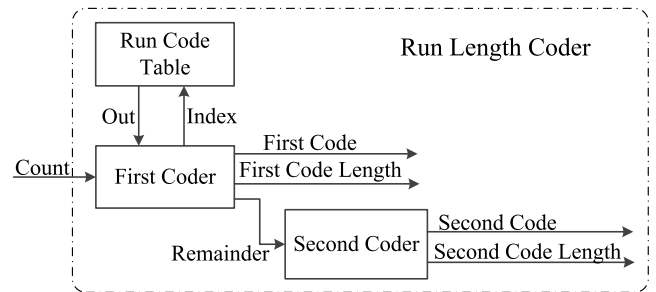 Run Code
Table
Run Length Coder
Out
Index
First Code
Count
First Coder
First Code Length
Second Code
Remainder
Second Coder
Second Code Length